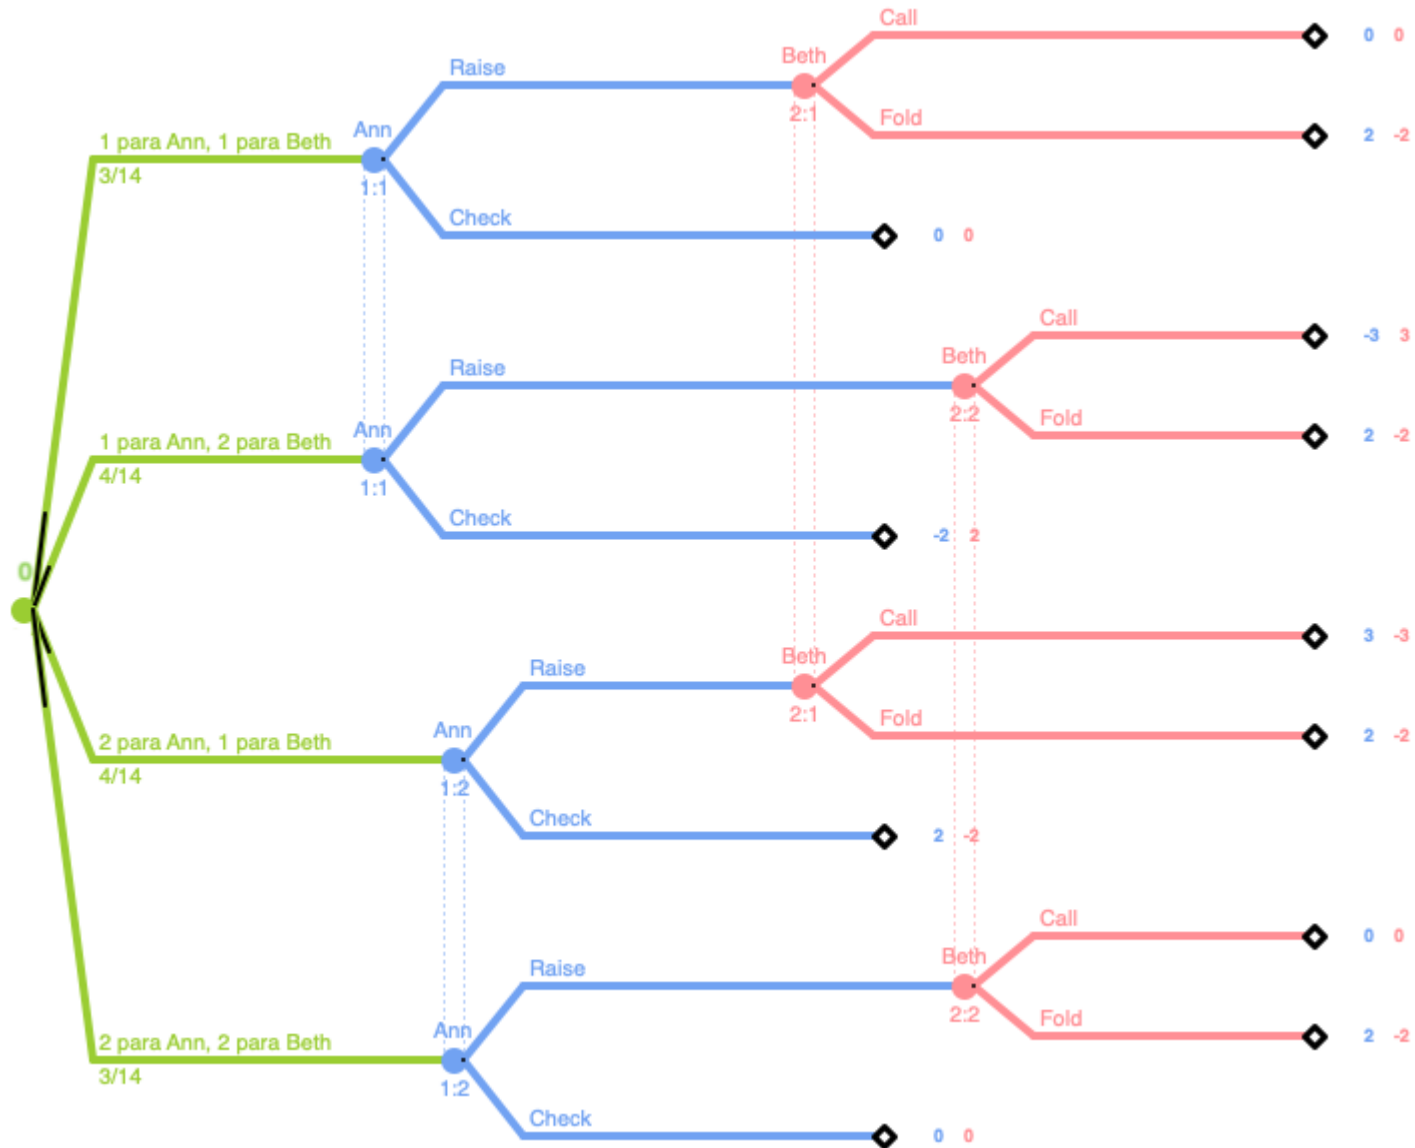 Call
0 0
Beth
Raise
2:1
Fold
2 -2
1 para Ann, 1 para Beth
Ann
3/14
1:1
Check
0 0
Call
-3 3
Beth
Raise
2:2
Fold
2 -2
1 para Ann, 2 para Beth
Ann
4/14
1:1
Check
-2 2
0
Call
3 -3
Beth
Raise
2:1
Fold
2 -2
2 para Ann, 1 para Beth
Ann
4/14
1:2
Check
2 -2
Call
0 0
Beth
Raise
2:2
Fold
2 -2
2 para Ann, 2 para Beth
Ann
3/14
1:2
Check
0 0